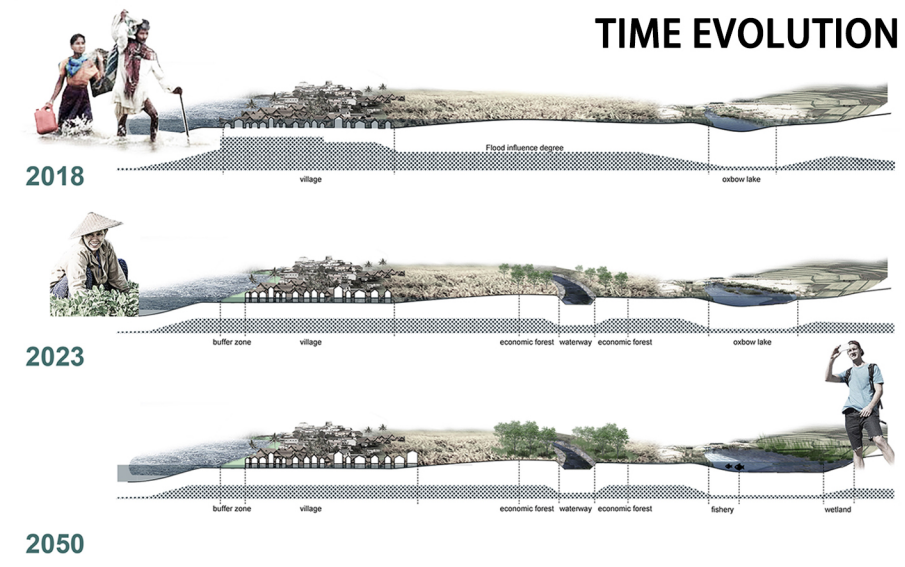 TIME EVOLUTION
Flood influence degree
2018
village
oxbow lake
buffer zone
village
economic forest
waterway
economic forest
oxbow lake
2023
buffer zone
village
economic forest
waterway
economic forest
fishery
wetland
2050